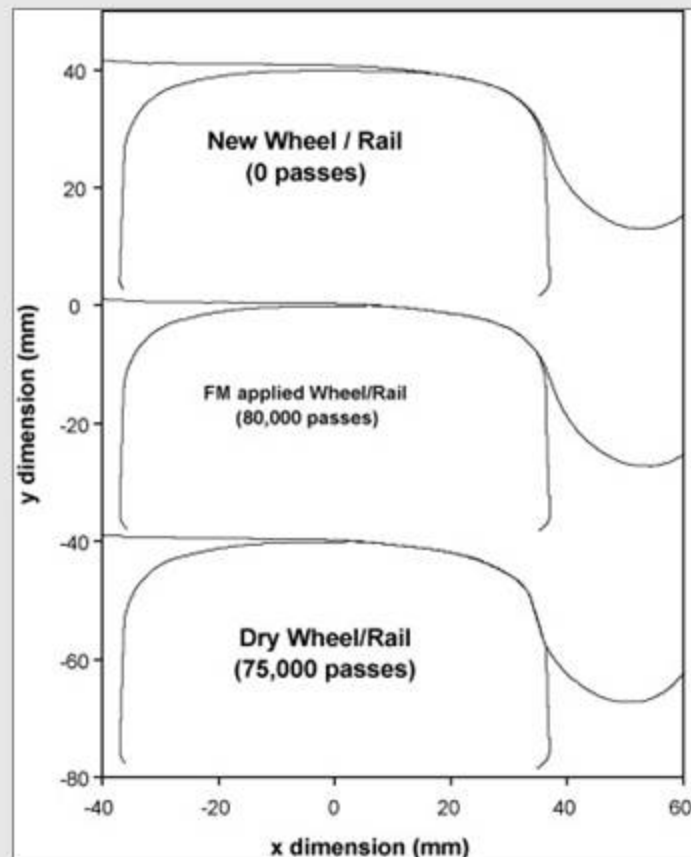 40
New Wheel / Rail
(0 passes)
20
0
FM applied Wheel/Rail
(80,000 passes)
-20
-40
Dry Wheel/Rail
(75,000 passes)
-60
-80
y dimension (mm)
-40 -20 0 20 40 60
x dimension (mm)